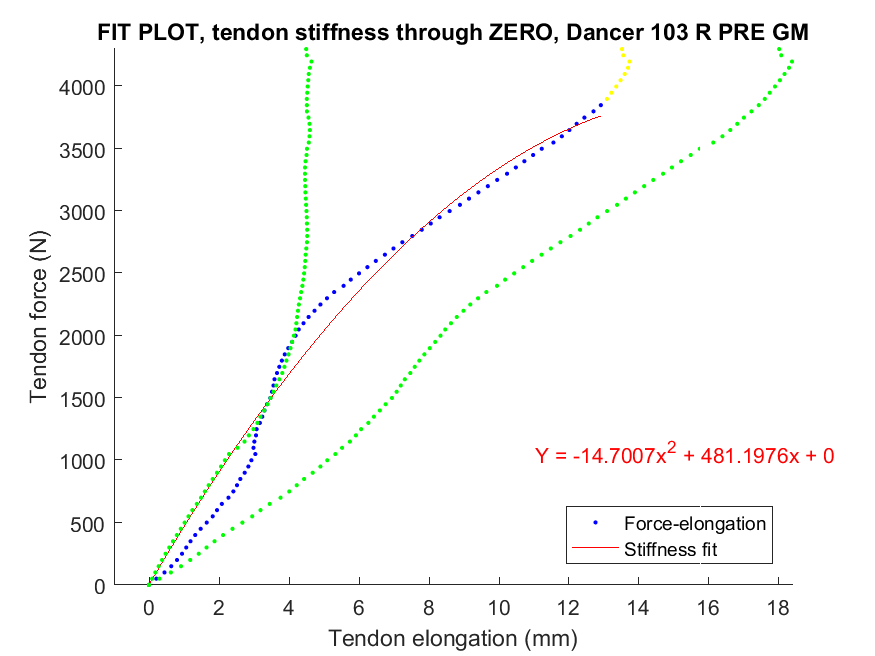 FIT PLOT, tendon stiffness through ZERO, Dancer 103 R PRE GM
4000
3500
3000
2500
2000
1500
1000
500
0
Tendon force (N)
Y = -14.7007x² + 481.1976x + 0
Force-elongation
Stiffness fit
0 2 4 6 8 10 12 14 16 18
Tendon elongation (mm)